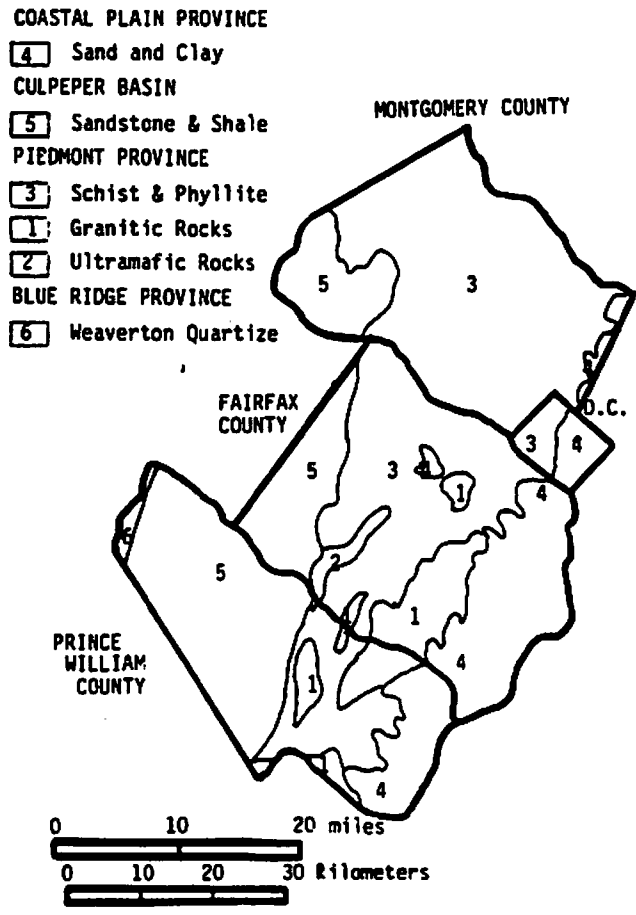 COASTAL PLAIN PROVINCE
4 Sand and Clay
CULPEPER BASIN
5 Sandstone & Shale
PIEDMONT PROVINCE
3 Schist & Phyllite
1 Granitic Rocks
2 Ultramafic Rocks
BLUE RIDGE PROVINCE
6 Weaverton Quartize
MONTGOMERY COUNTY
5
3
D.C.
3
4
FAIRFAX
COUNTY
5
3
1
4
2
1
4
6
5
PRINCE
WILLIAM
COUNTY
1
4
0 10 20 miles
0 10 20 30 Kilometers